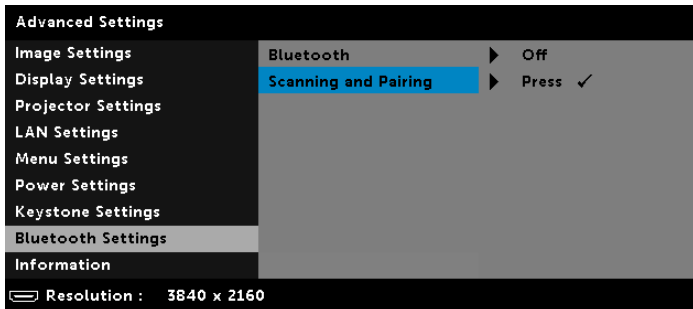 Advanced Settings
Image Settings
Bluetooth Off
Display Settings
Scanning and Pairing Press ✓
Projector Settings
LAN Settings
Menu Settings
Power Settings
Keystone Settings
Bluetooth Settings
Information
Resolution : 3840 x 2160